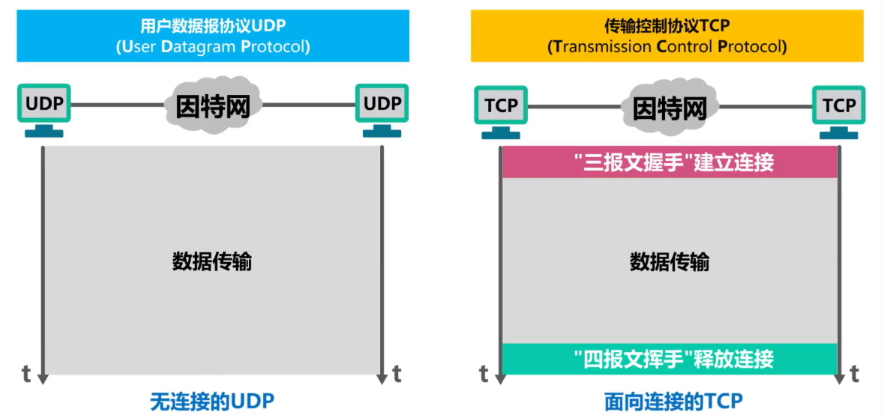 用户数据报协议UDP
(User Datagram Protocol)
UDP
因特网
UDP
数据传输
t
t
无连接的UDP
传输控制协议TCP
(Transmission Control Protocol)
TCP
因特网
TCP
"三报文握手"建立连接
数据传输
"四报文挥手"释放连接
t
t
面向连接的TCP